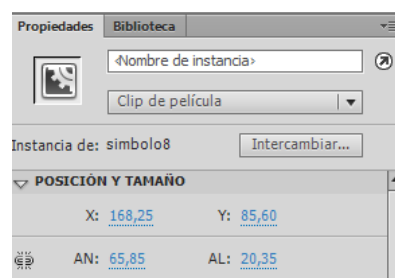 Propiedades Biblioteca
<Nombre de instancia>
Clip de película
Instancia de: simbolo8 Intercambiar...
POSICIÓN Y TAMAÑO
X: 168,25 Y: 85,60
AN: 65,85 AL: 20,35